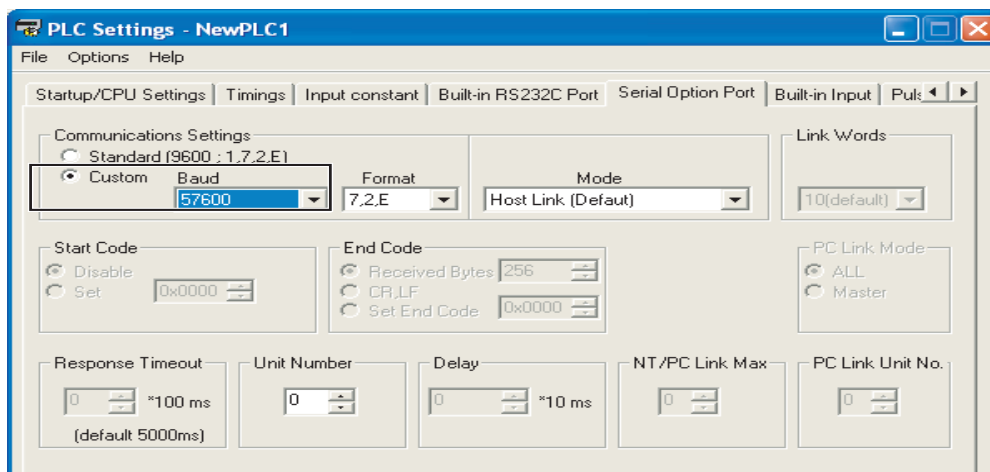 PLC Settings - NewPLC1
File Options Help
Startup/CPU Settings Timings Input constant Built-in RS232C Port Serial Option Port Built-in Input Puls
Communications Settings Link Words
Standard (9600 ; 1,7,2,E)
Custom Baud Format Mode
57600 7,2,E Host Link (Defaut) 10(default)
Start Code End Code PC Link Mode
Disable Received Bytes 256 ALL
Set 0x0000 CR,LF Master
Set End Code 0x0000
Response Timeout Unit Number Delay NT/PC Link Max PC Link Unit No.
0 *100 ms 0 0 *10 ms 0 0
(default 5000ms)